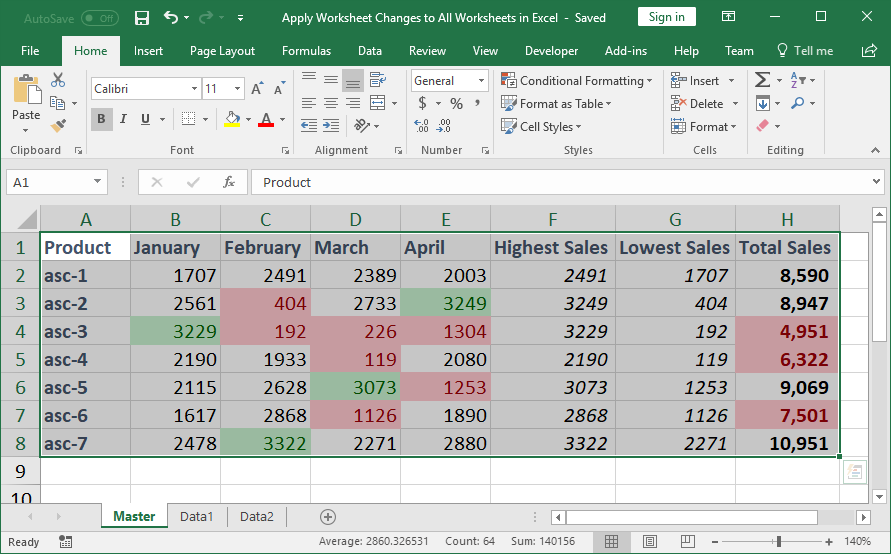 AutoSave Off Apply Worksheet Changes to All Worksheets in Excel - Saved Sign in
File Home Insert Page Layout Formulas Data Review View Developer Add-ins Help Team Tell me
Paste
Calibri 11
B I U A
General
$ % ,
Conditional Formatting
Format as Table
Cell Styles
Insert
Delete
Format
Clipboard Font Alignment Number Styles Cells Editing
A1 fx Product
A B C D E F G H
1 Product January February March April Highest Sales Lowest Sales Total Sales
2 asc-1 1707 2491 2389 2003 2491 1707 8,590
3 asc-2 2561 404 2733 3249 3249 404 8,947
4 asc-3 3229 192 226 1304 3229 192 4,951
5 asc-4 2190 1933 119 2080 2190 119 6,322
6 asc-5 2115 2628 3073 1253 3073 1253 9,069
7 asc-6 1617 2868 1126 1890 2868 1126 7,501
8 asc-7 2478 3322 2271 2880 3322 2271 10,951
9
10
Master Data1 Data2
Ready Average: 2860.326531 Count: 64 Sum: 140156 140%